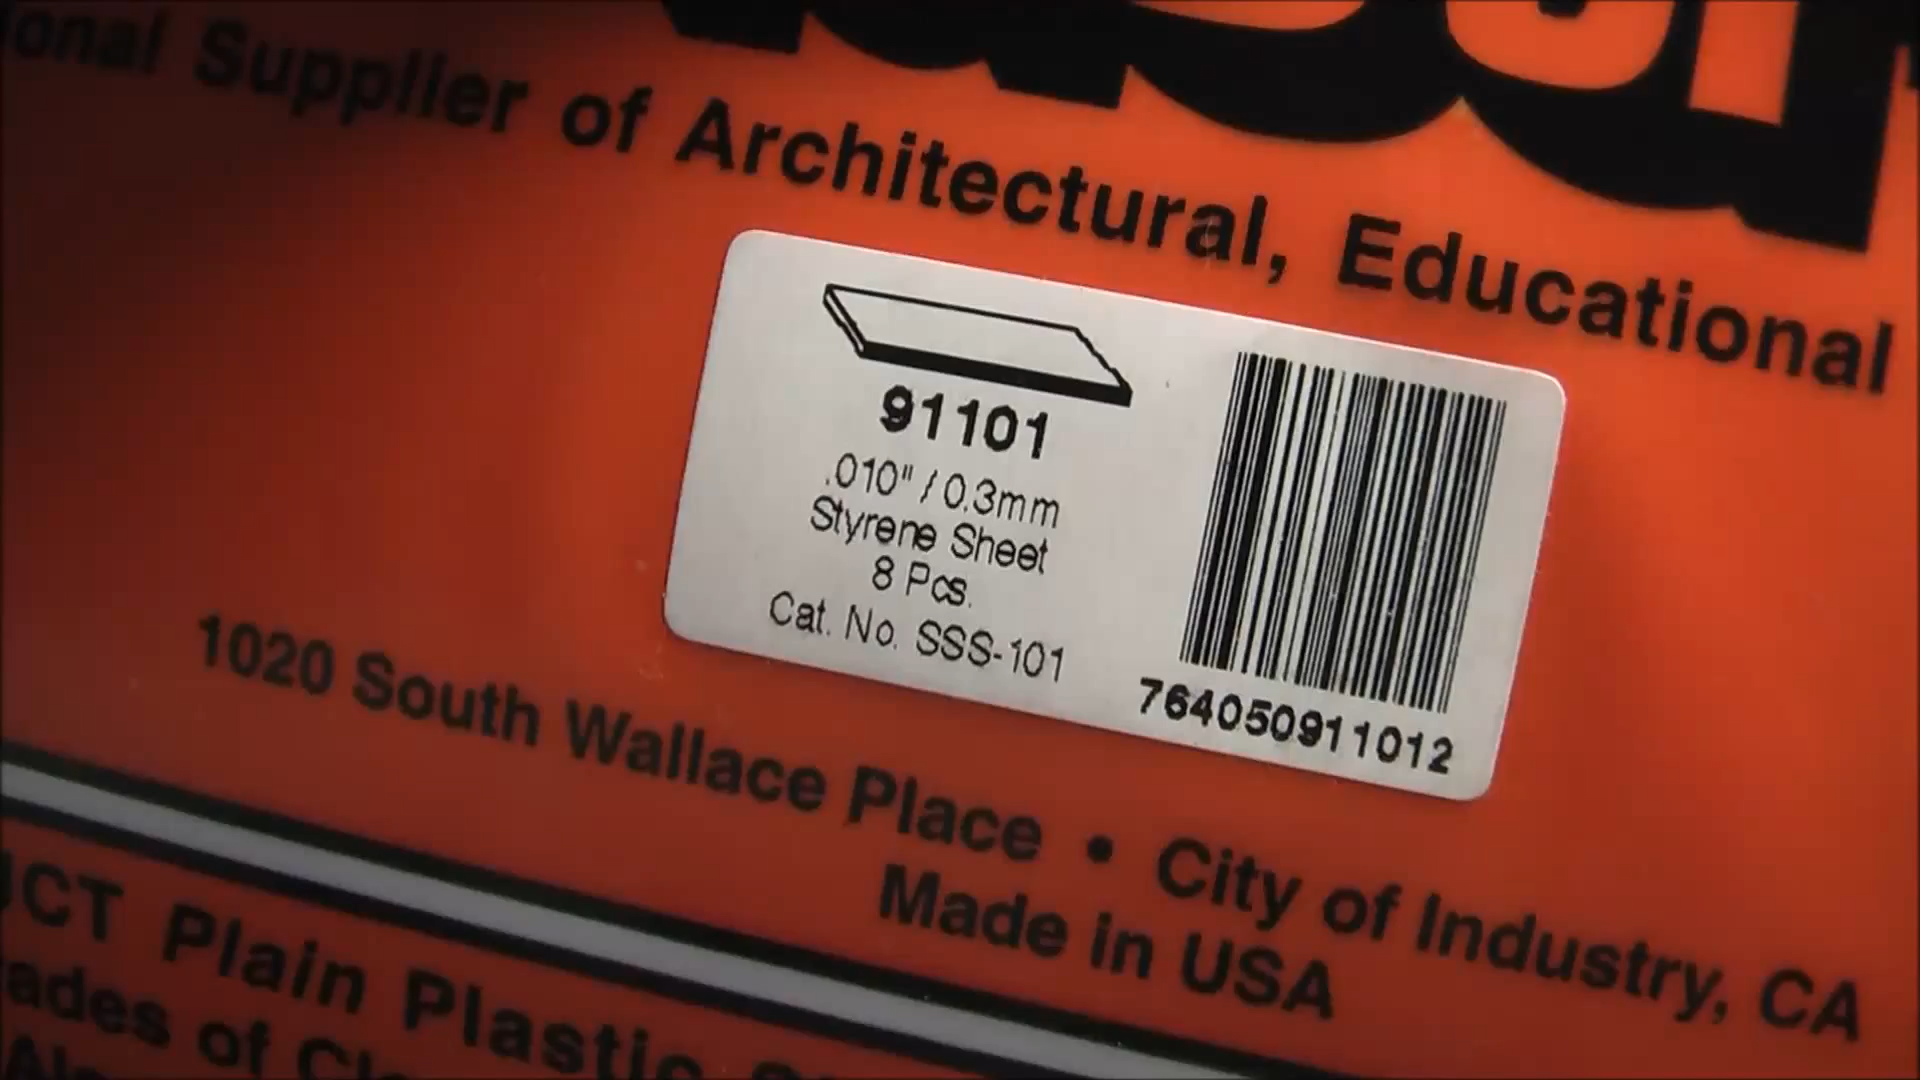 Supplier of Architectural, Educational
91101
.010" / 0.3mm
Styrene Sheet
8 Pcs.
Cat. No. SSS-101
764050911012
1020 South Wallace Place • City of Industry, CA
Made in USA
Plain Plastic
of